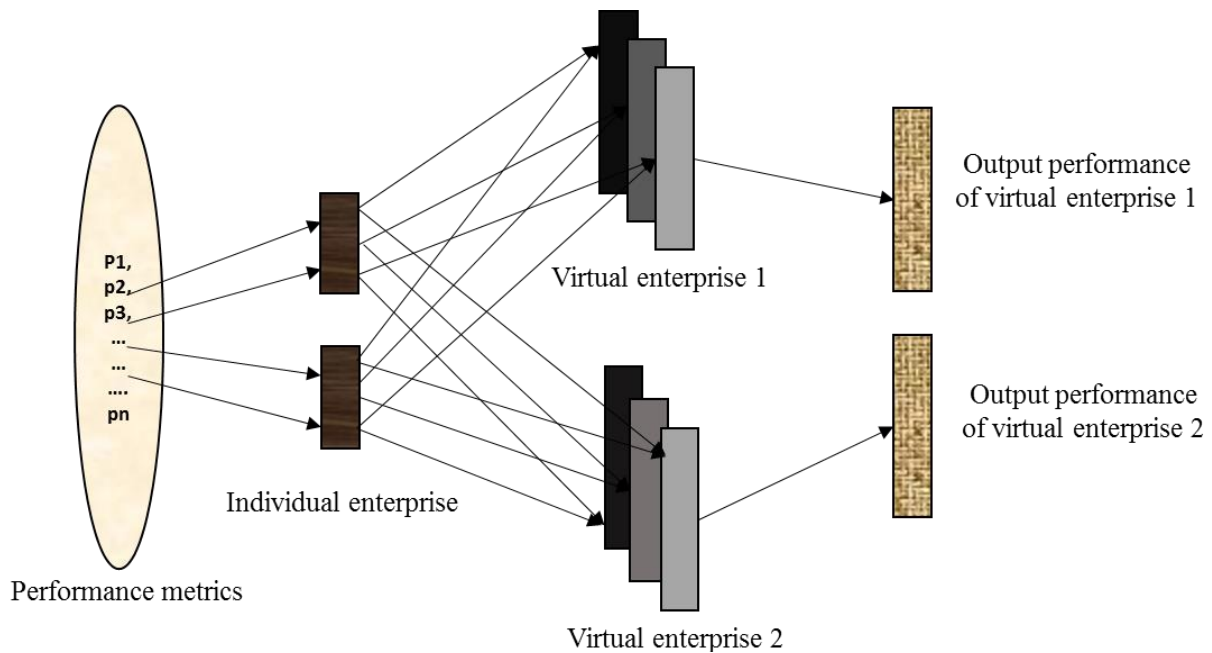 P1,
p2,
p3,
...
...
....
pn
Performance metrics
Individual enterprise
Virtual enterprise 1
Virtual enterprise 2
Output performance
of virtual enterprise 1
Output performance
of virtual enterprise 2